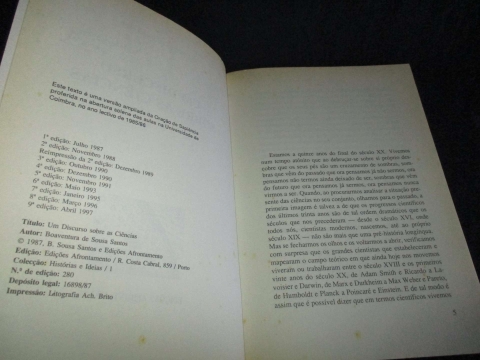 Este texto é uma versão ampliada da Oração de Sapiência
proferida na abertura solene das aulas na Universidade de
Coimbra, no ano lectivo de 1985/86
1ª edição: Julho 1987
2ª edição: Novembro 1988
Reimpressão da 2ª edição: Dezembro 1985
3ª edição: Outubro 1990
4ª edição: Dezembro 1990
5ª edição: Novembro 1991
6ª edição: Maio 1993
7ª edição: Janeiro 1995
8ª edição: Março 1996
9ª edição: Abril 1997
Título: Um Discurso sobre as Ciências
Autor: Boaventura de Sousa Santos
© 1987, B. Sousa Santos e Edições Afrontamento
Edição: Edições Afrontamento / R. Costa Cabral, 859 / Porto
Colecção: Histórias e Ideias / 1
N.º de edição: 280
Depósito legal: 16898/87
Impressão: Litografia Ach. Brito
Estamos a quinze anos do final do século XX. Vivemos
num tempo atónito que ao debruçar-se sobre si próprio des-
cobre que os seus pés são um cruzamento de sombras, som-
bras que vêm do passado que ora pensamos já não sermos, ora
pensamos não termos ainda deixado de ser, sombras que vêm
do futuro que ora pensamos já sermos, ora pensamos nunca
virmos a ser. Quando, ao procurarmos analisar a situação pre-
sente das ciências no seu conjunto, olhamos para o passado, a
primeira imagem é talvez a de que os progressos científicos
dos últimos trinta anos são de tal ordem dramáticos que os
séculos que nos precederam — desde o século XVI, onde
todos nós, cientistas modernos, nascemos, até ao próprio
século XIX — não são mais que uma pré-história longínqua.
Mas se fecharmos os olhos e os voltarmos a abrir, verificamos
com surpresa que os grandes cientistas que estabeleceram e
mapearam o campo teórico em que ainda hoje nos movemos
viveram ou trabalharam entre o século XVIII e os primeiros
vinte anos do século XX, de Adam Smith e Ricardo a La-
voisier e Darwin, de Marx e Durkheim a Max Weber e Pareto,
de Humboldt e Planck a Poincaré e Einstein. E de tal modo é
assim que é possível dizer que em termos científicos vivemos
5